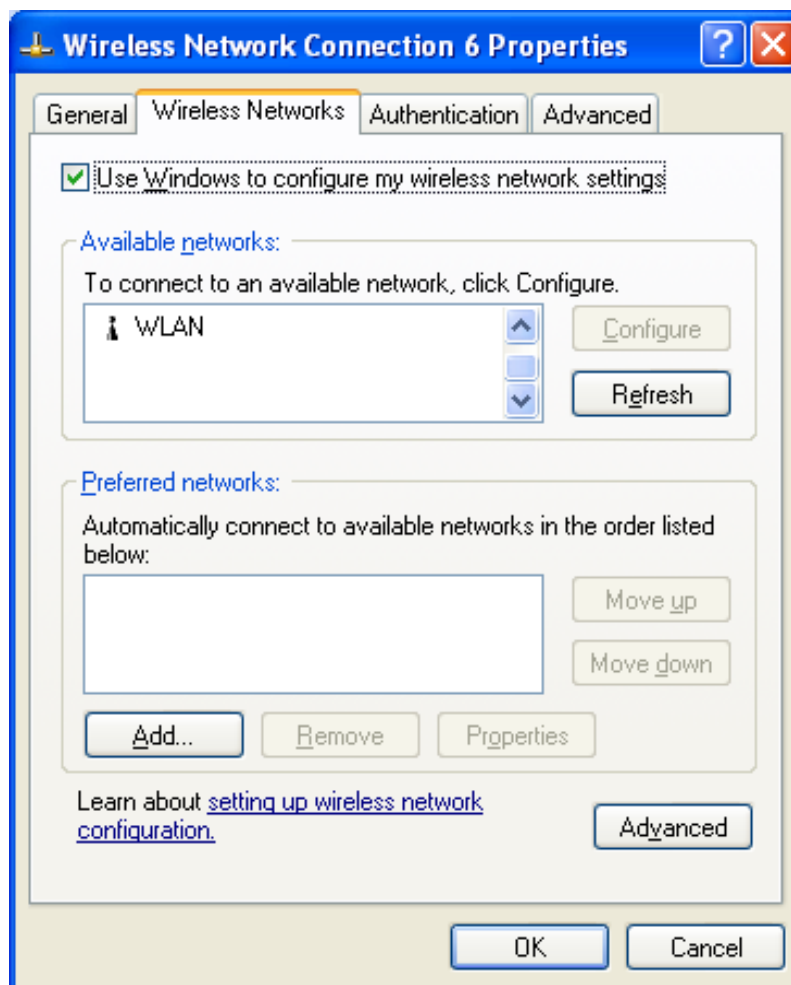 Wireless Network Connection 6 Properties
General Wireless Networks Authentication Advanced
Use Windows to configure my wireless network settings
Available networks:
To connect to an available network, click Configure.
WLAN
Configure
Refresh
Preferred networks:
Automatically connect to available networks in the order listed
below:
Move up
Move down
Add... Remove Properties
Learn about setting up wireless network
configuration.
Advanced
OK Cancel